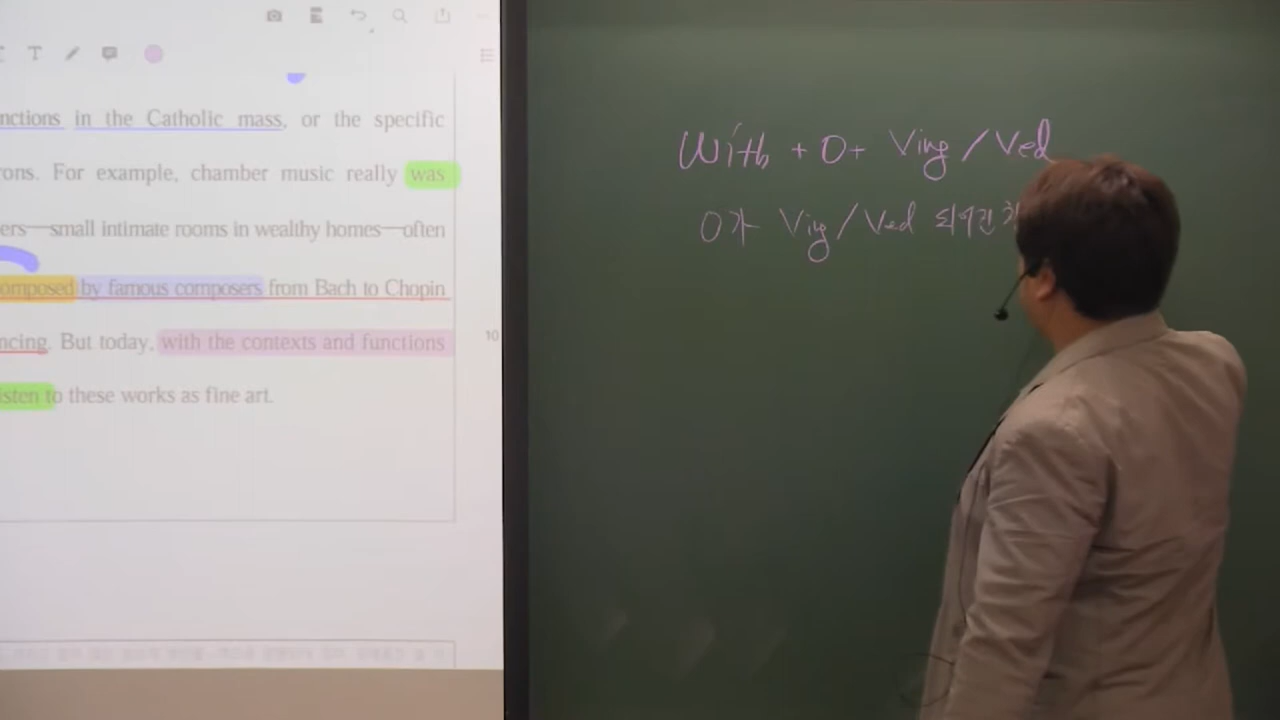 nctions in the Catholic mass, or the specific
rons. For example, chamber music really was
ers—small intimate rooms in wealthy homes—often
omposed by famous composers from Bach to Chopin
ncing. But today, with the contexts and functions
10
isten to these works as fine art.
With + O + Ving / Ved
O가 Ving / Ved 되어진